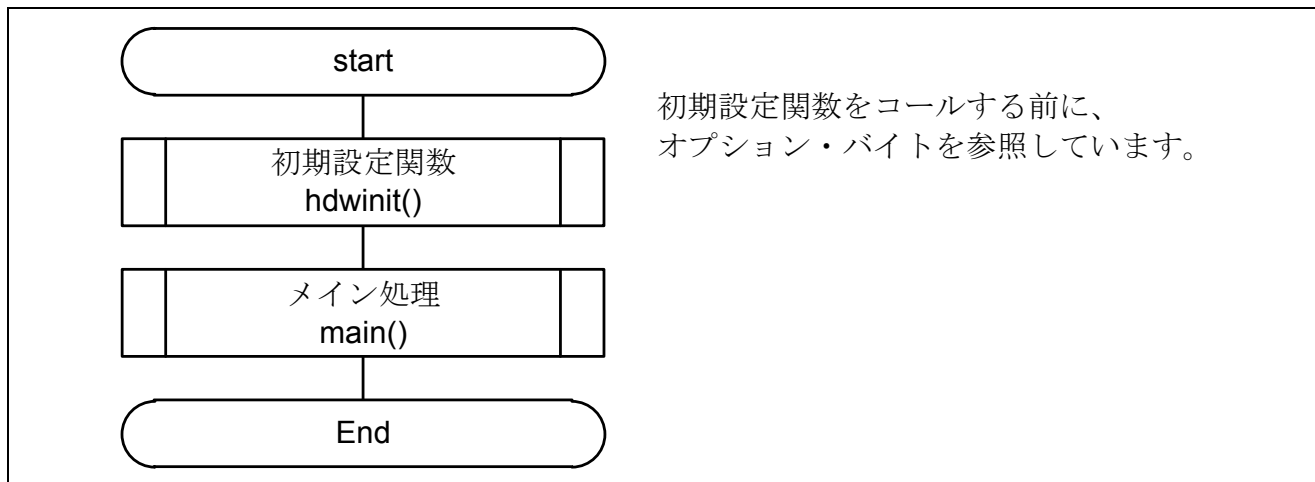 start
初期設定関数をコールする前に、
オプション・バイトを参照しています。
初期設定関数
hdwinit()
メイン処理
main()
End